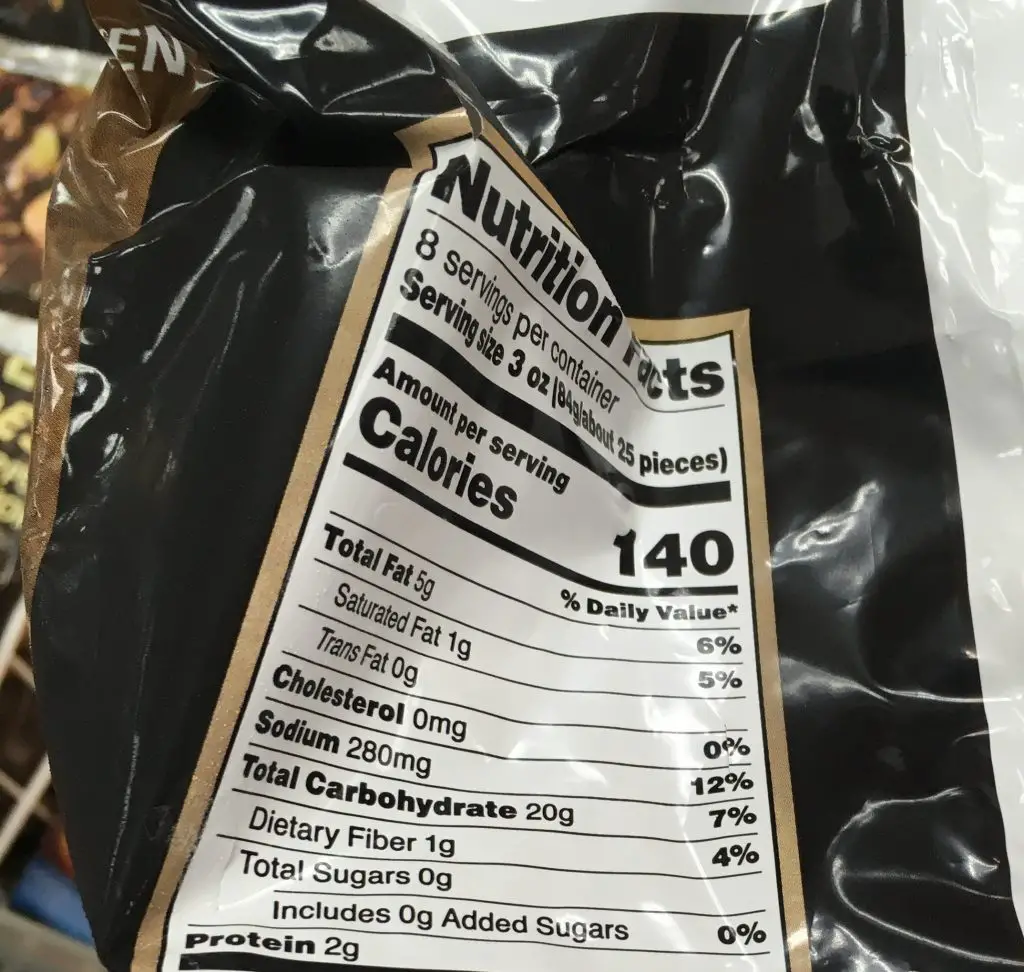 EN
Nutrition Facts
8 servings per container
Serving size 3 oz (84g/about 25 pieces)
Amount per serving
Calories 140
% Daily Value*
Total Fat 5g 6%
Saturated Fat 1g 5%
Trans Fat 0g
Cholesterol 0mg 0%
Sodium 280mg 12%
Total Carbohydrate 20g 7%
Dietary Fiber 1g 4%
Total Sugars 0g
Includes 0g Added Sugars 0%
Protein 2g